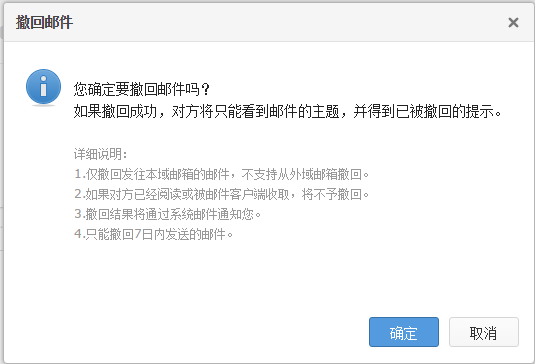 撤回邮件
您确定要撤回邮件吗？
如果撤回成功，对方将只能看到邮件的主题，并得到已被撤回的提示。
详细说明：
1.仅撤回发往本域邮箱的邮件，不支持从外域邮箱撤回。
2.如果对方已经阅读或被邮件客户端收取，将不予撤回。
3.撤回结果将通过系统邮件通知您。
4.只能撤回7日内发送的邮件。
确定 取消